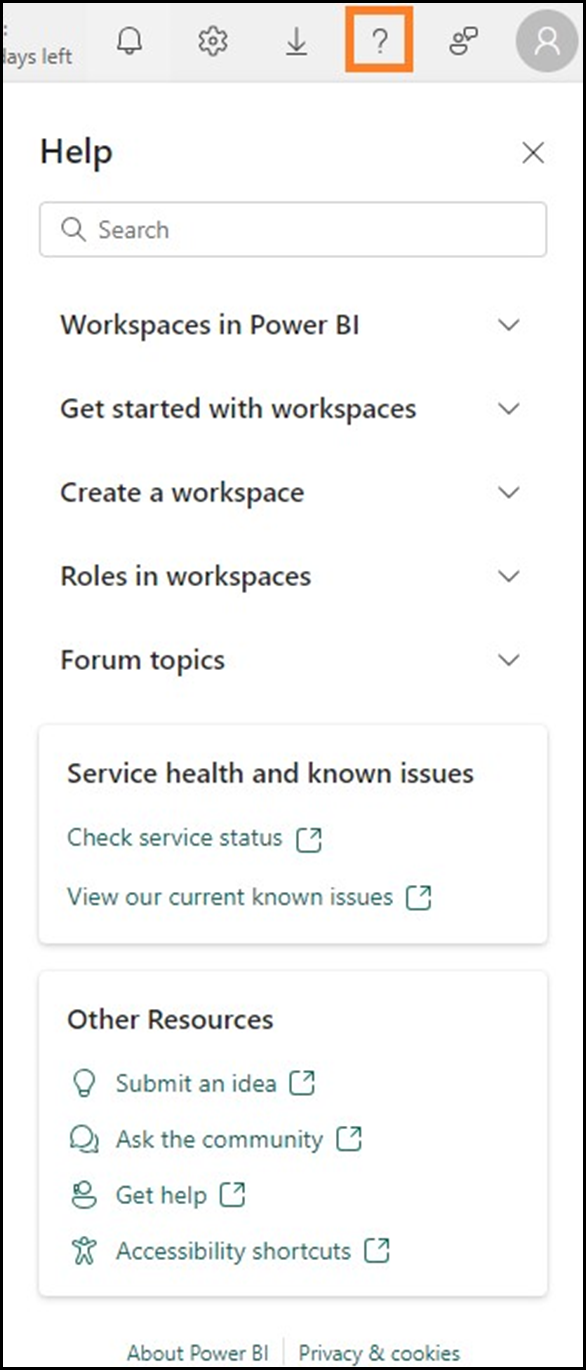 :
days left
?
Help
Search
Workspaces in Power BI
Get started with workspaces
Create a workspace
Roles in workspaces
Forum topics
Service health and known issues
Check service status
View our current known issues
Other Resources
Submit an idea
Ask the community
Get help
Accessibility shortcuts
About Power BI | Privacy & cookies